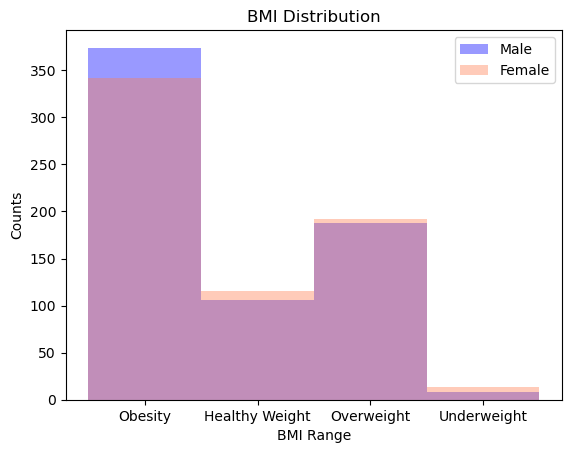 BMI Distribution
Male
Female
Counts
350
300
250
200
150
100
50
0
Obesity
Healthy Weight
Overweight
Underweight
BMI Range